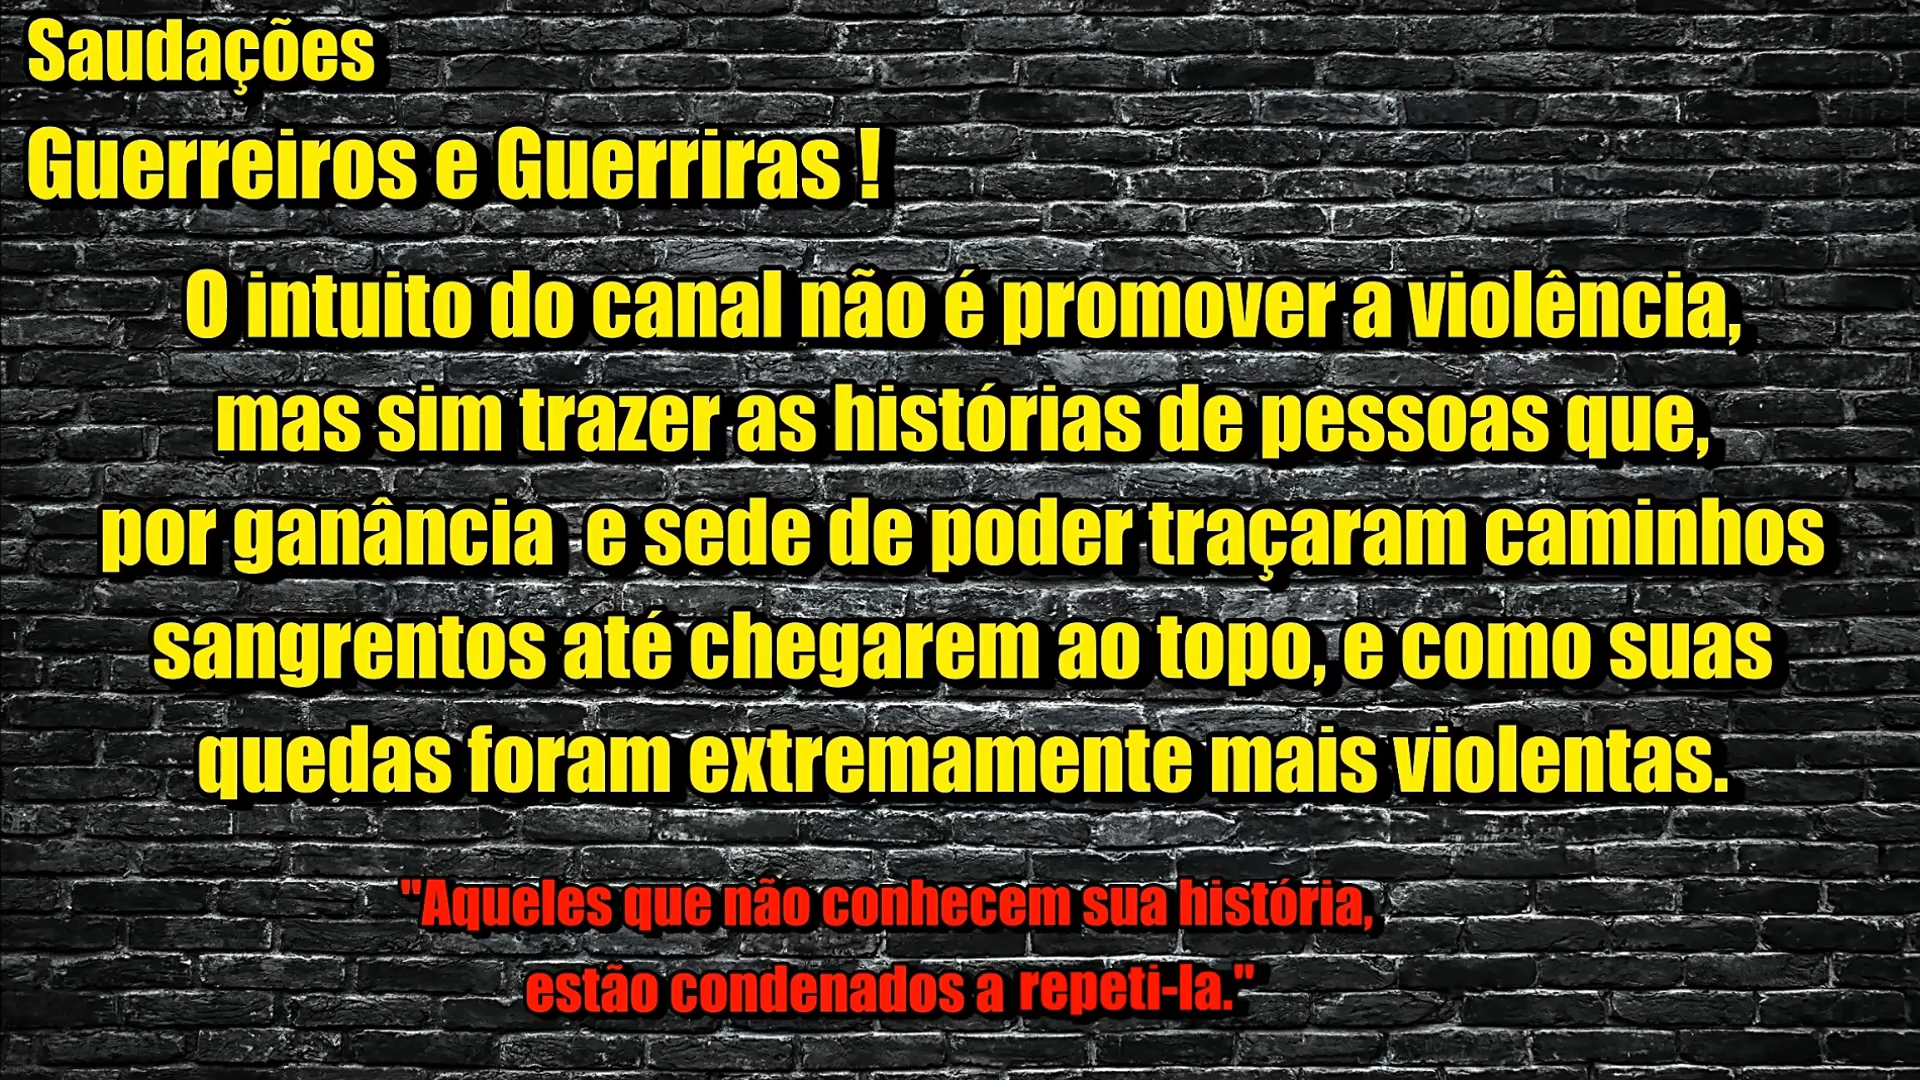 Saudações
Guerreiros e Guerriras !
O intuito do canal não é promover a violência,
mas sim trazer as histórias de pessoas que,
por ganância e sede de poder traçaram caminhos
sangrentos até chegarem ao topo, e como suas
quedas foram extremamente mais violentas.
"Aqueles que não conhecem sua história,
estão condenados a repeti-la."